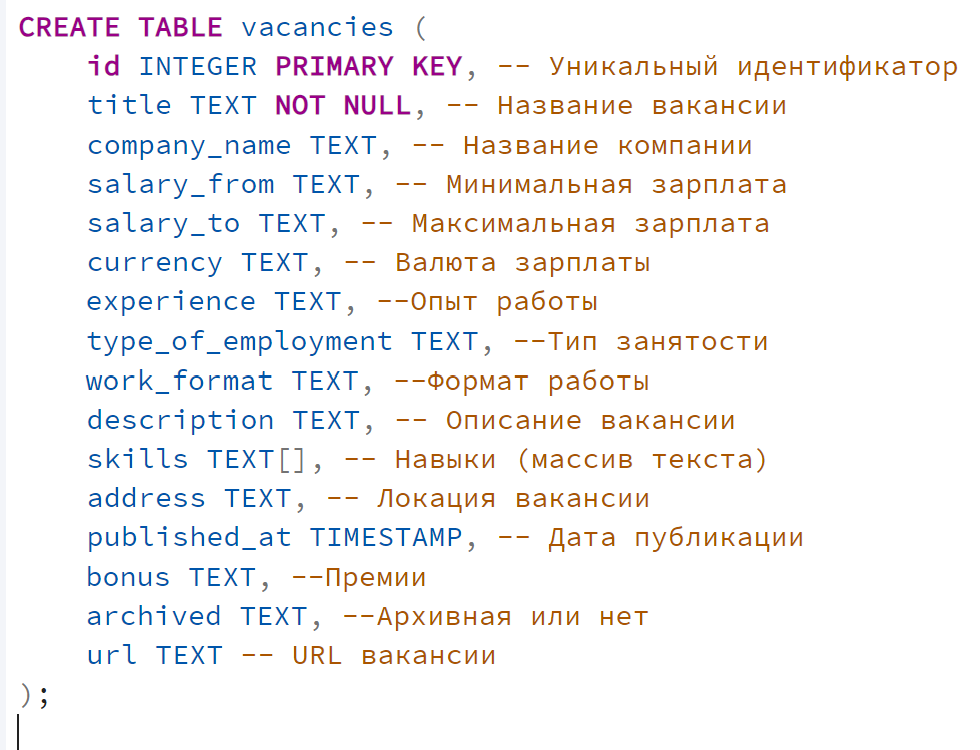 CREATE TABLE vacancies (
    id INTEGER PRIMARY KEY, -- Уникальный идентификатор
    title TEXT NOT NULL, -- Название вакансии
    company_name TEXT, -- Название компании
    salary_from TEXT, -- Минимальная зарплата
    salary_to TEXT, -- Максимальная зарплата
    currency TEXT, -- Валюта зарплаты
    experience TEXT, --Опыт работы
    type_of_employment TEXT, --Тип занятости
    work_format TEXT, --Формат работы
    description TEXT, -- Описание вакансии
    skills TEXT[], -- Навыки (массив текста)
    address TEXT, -- Локация вакансии
    published_at TIMESTAMP, -- Дата публикации
    bonus TEXT, --Премии
    archived TEXT, --Архивная или нет
    url TEXT -- URL вакансии
);